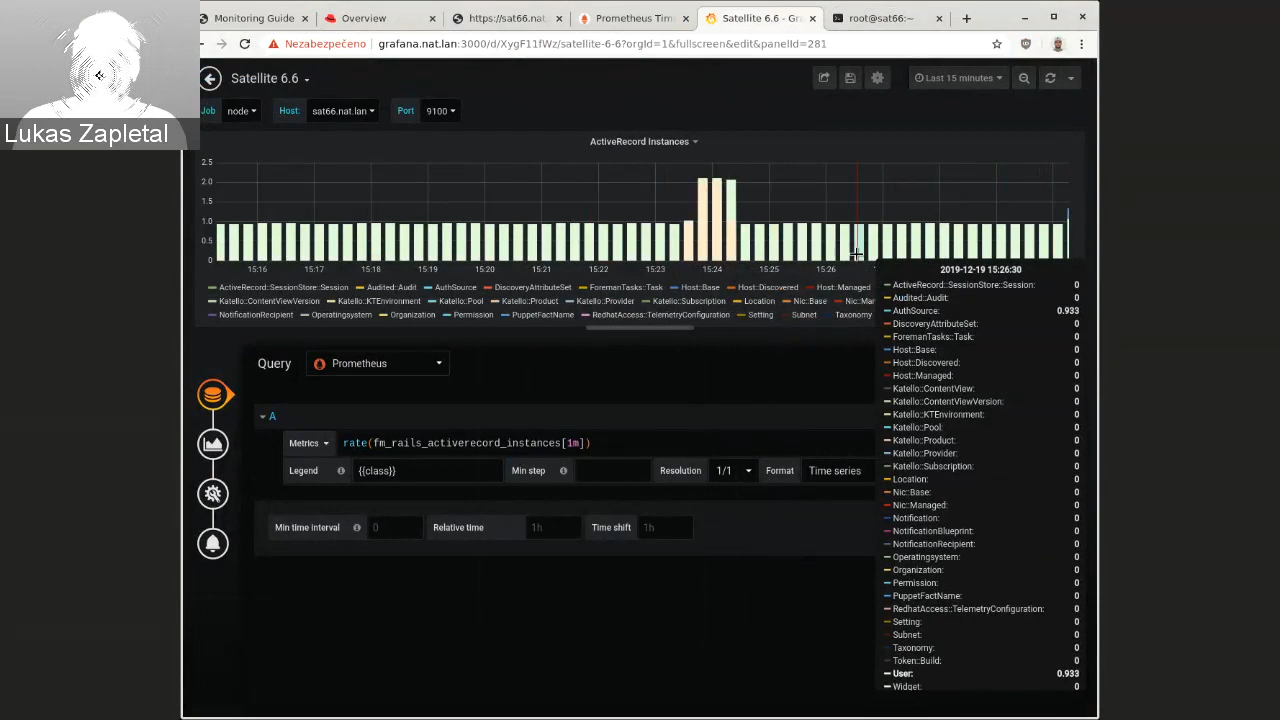 Monitoring Guide
Overview
https://sat66.nat.
Prometheus Tim
Satellite 6.6 - Gra
root@sat66:~
Nezabezpečeno
grafana.nat.lan:3000/d/XygF11fWz/satellite-6-6?orgId=1&fullscreen&edit&panelId=281
Satellite 6.6
Last 15 minutes
Lukas Zapletal
Job node Host: sat66.nat.lan Port 9100
ActiveRecord Instances
2.5
2.0
1.5
1.0
0.5
0
15:16 15:17 15:18 15:19 15:20 15:21 15:22 15:23 15:24 15:25 15:26
ActiveRecord::SessionStore::Session Audited::Audit AuthSource DiscoveryAttributeSet ForemanTasks::Task Host::Base Host::Discovered Host::Managed
Katello::ContentViewVersion Katello::KTEnvironment Katello::Pool Katello::Product Katello::Provider Katello::Subscription Location Nic::Base Nic::Mar
NotificationRecipient Operatingsystem Organization Permission PuppetFactName RedhatAccess::TelemetryConfiguration Setting Subnet Taxonomy
2019-12-19 15:26:30
ActiveRecord::SessionStore::Session: 0
Audited::Audit: 0
AuthSource: 0.933
DiscoveryAttributeSet: 0
ForemanTasks::Task: 0
Host::Base: 0
Host::Discovered: 0
Host::Managed: 0
Katello::ContentView: 0
Katello::ContentViewVersion: 0
Katello::KTEnvironment: 0
Katello::Pool: 0
Katello::Product: 0
Katello::Provider: 0
Katello::Subscription: 0
Location: 0
Nic::Base: 0
Nic::Managed: 0
Notification: 0
NotificationBlueprint: 0
NotificationRecipient: 0
Operatingsystem: 0
Organization: 0
Permission: 0
PuppetFactName: 0
RedhatAccess::TelemetryConfiguration: 0
Setting: 0
Subnet: 0
Taxonomy: 0
Token::Build: 0
User: 0.933
Widget: 0
Query Prometheus
A
Metrics rate(fm_rails_activerecord_instances[1m])
Legend {{class}} Min step Resolution 1/1 Format Time series
Min time interval 0 Relative time 1h Time shift 1h